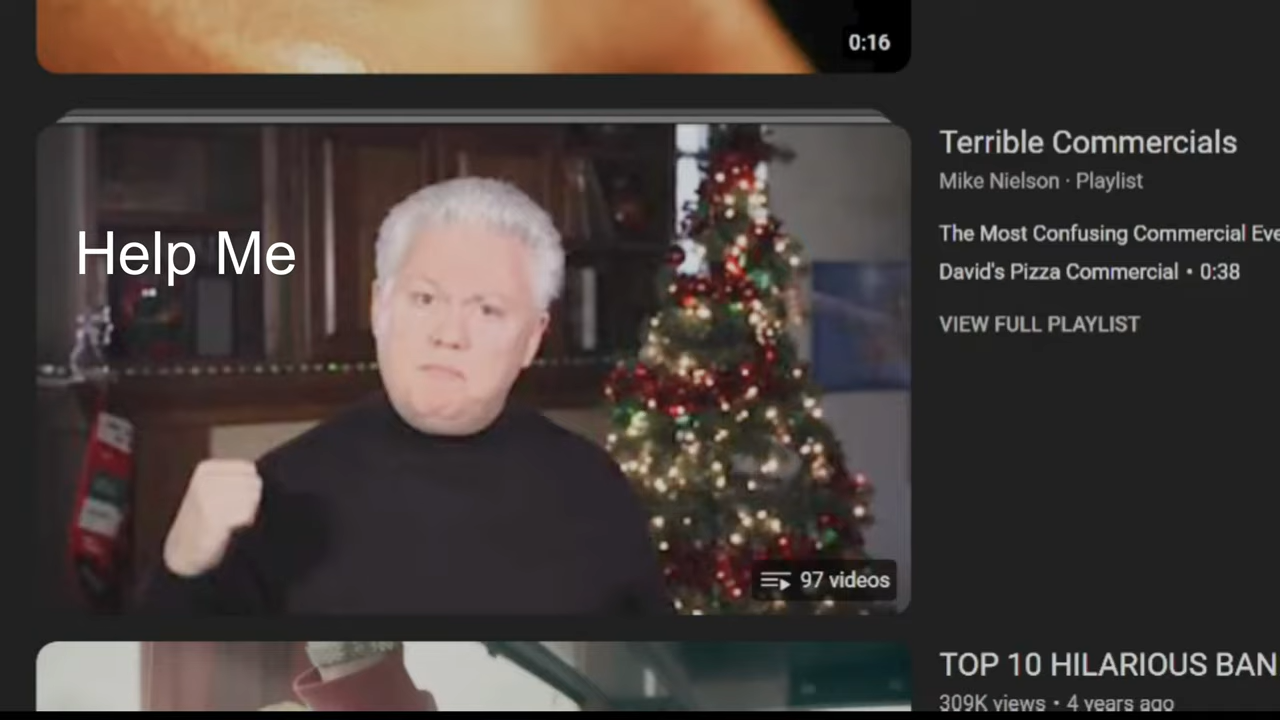 0:16
Terrible Commercials
Mike Nielson · Playlist
Help Me
The Most Confusing Commercial Eve
David's Pizza Commercial • 0:38
VIEW FULL PLAYLIST
97 videos
TOP 10 HILARIOUS BAN
309K views • 4 years ago